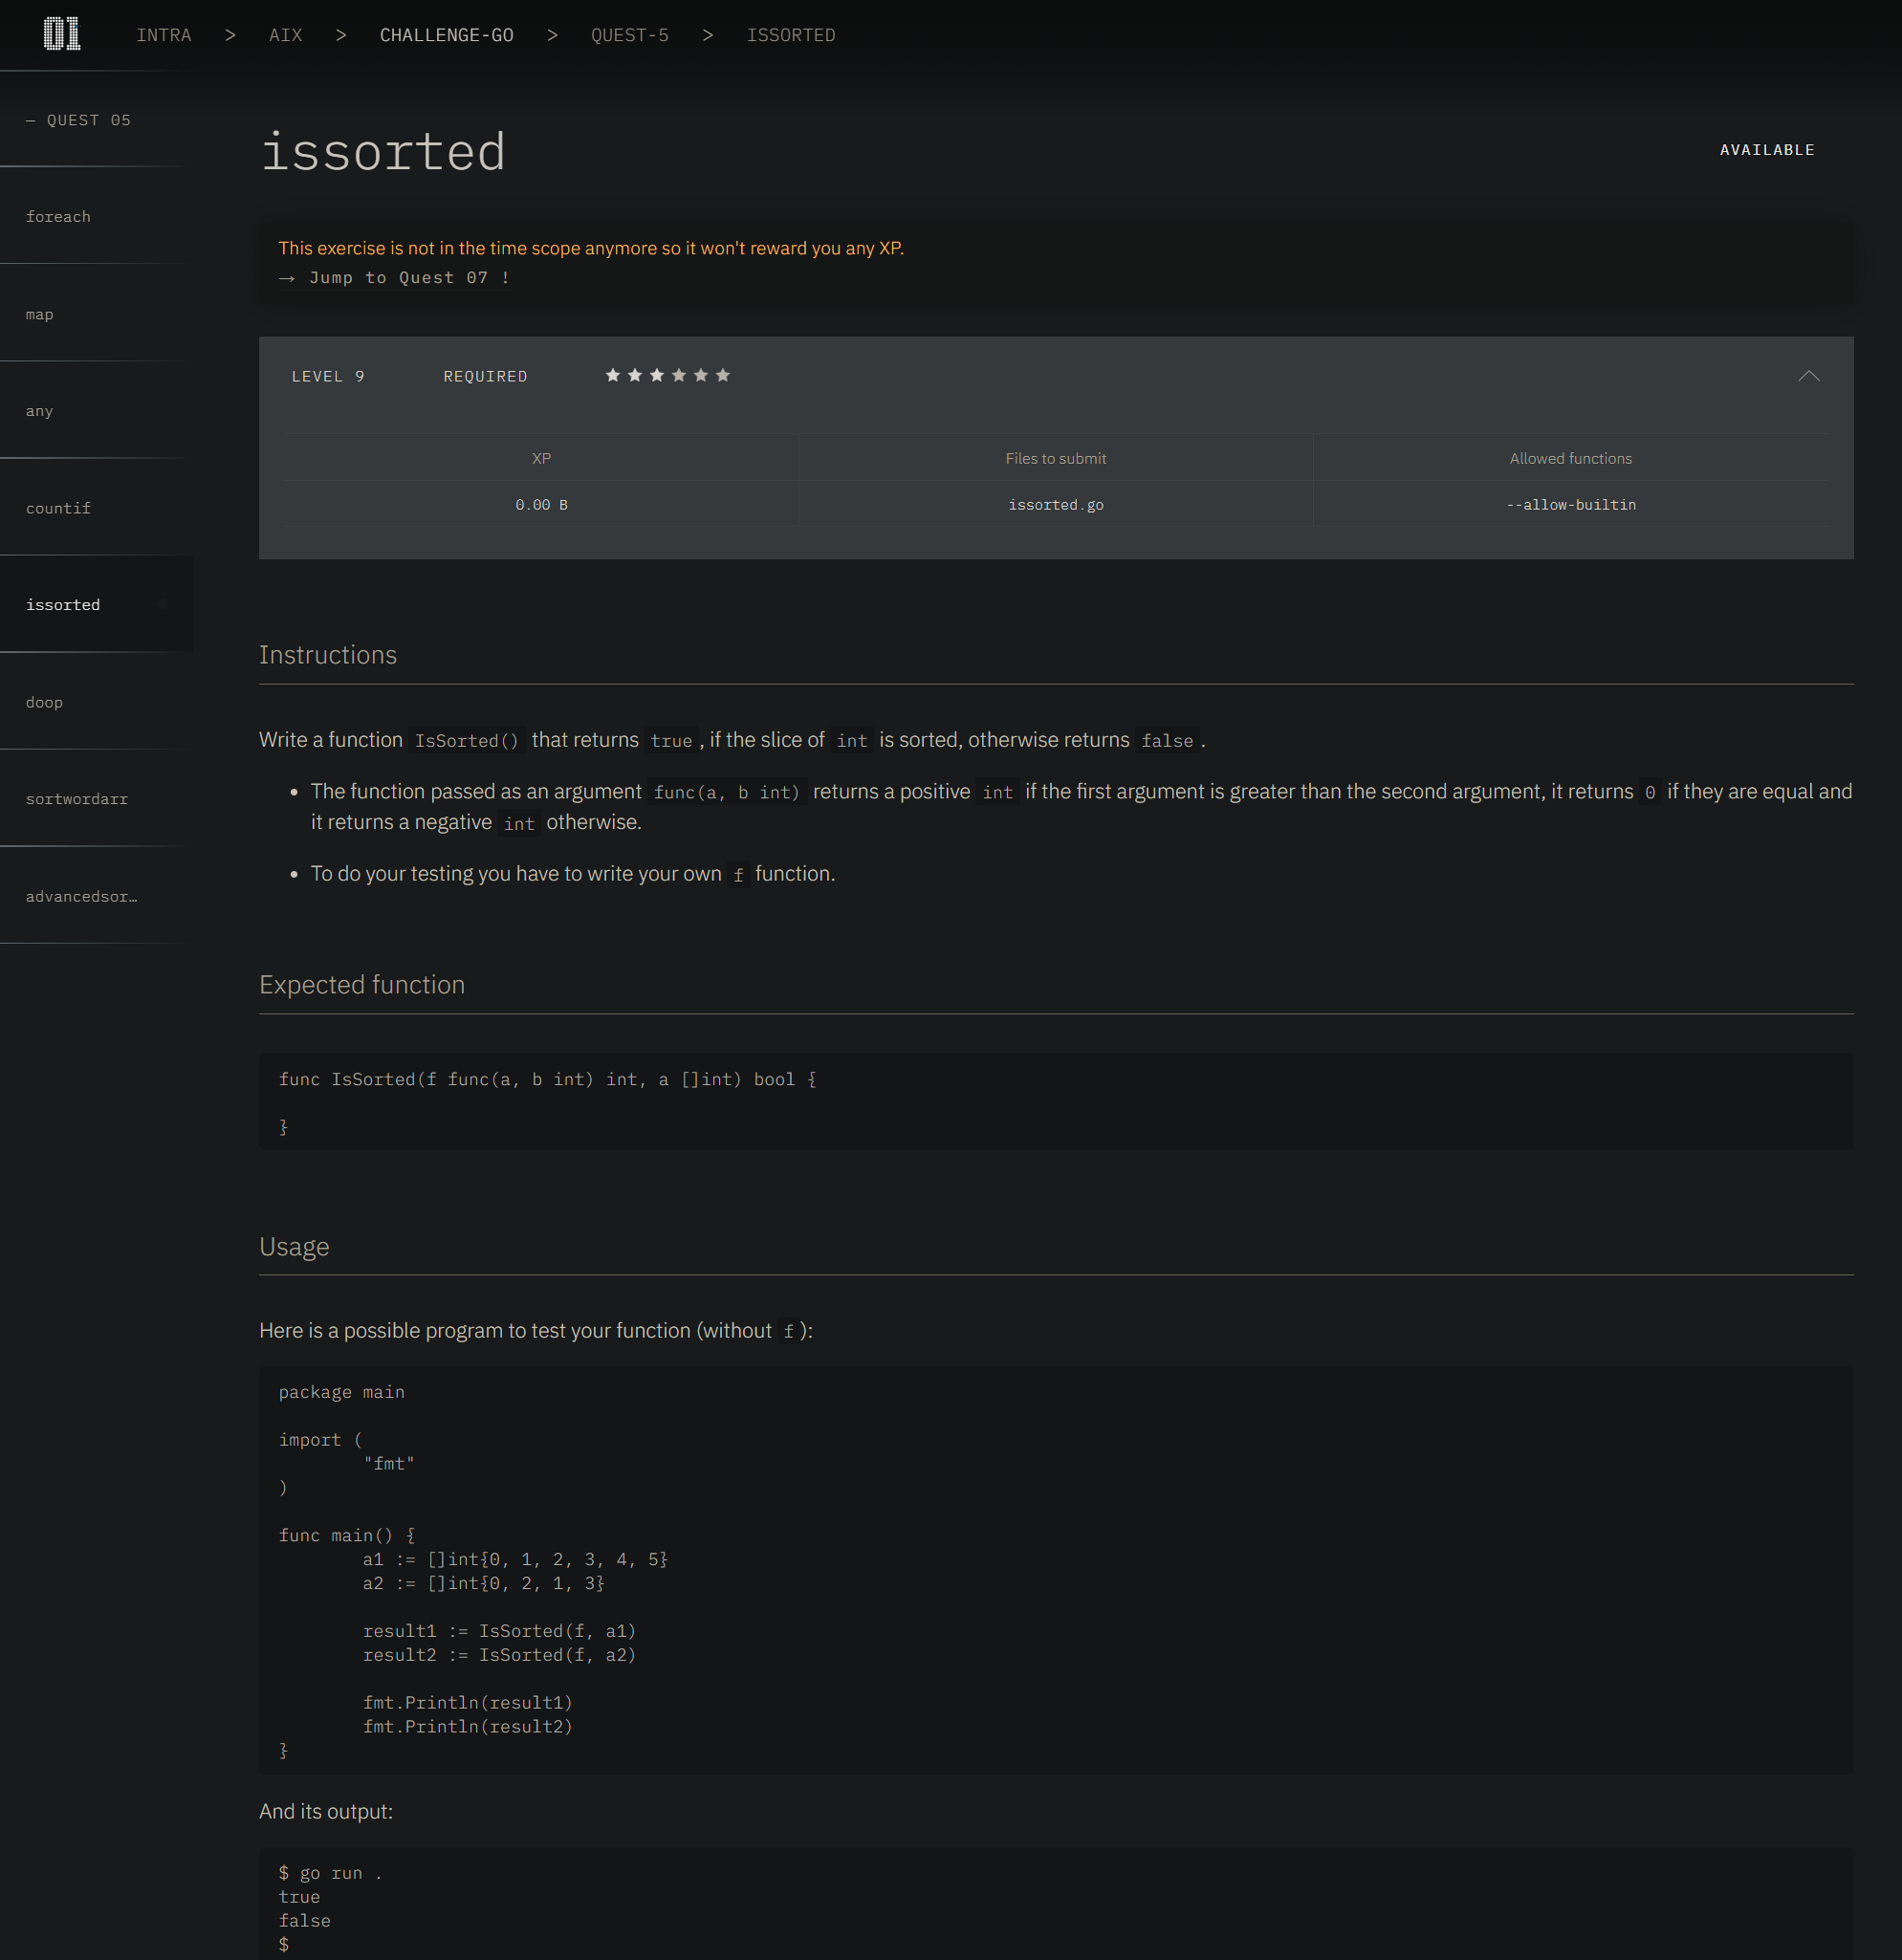 01 INTRA > AIX > CHALLENGE-GO > QUEST-5 > ISSORTED
— QUEST 05
foreach
map
any
countif
issorted
doop
sortwordarr
advancedsor…
issorted
AVAILABLE
This exercise is not in the time scope anymore so it won't reward you any XP.
→ Jump to Quest 07 !
LEVEL 9 REQUIRED
XP Files to submit Allowed functions
0.00 B issorted.go --allow-builtin
Instructions
Write a function IsSorted() that returns true, if the slice of int is sorted, otherwise returns false.
• The function passed as an argument func(a, b int) returns a positive int if the first argument is greater than the second argument, it returns 0 if they are equal and
it returns a negative int otherwise.
• To do your testing you have to write your own f function.
Expected function
func IsSorted(f func(a, b int) int, a []int) bool {
}
Usage
Here is a possible program to test your function (without f):
package main
import (
"fmt"
)
func main() {
a1 := []int{0, 1, 2, 3, 4, 5}
a2 := []int{0, 2, 1, 3}
result1 := IsSorted(f, a1)
result2 := IsSorted(f, a2)
fmt.Println(result1)
fmt.Println(result2)
}
And its output:
$ go run .
true
false
$